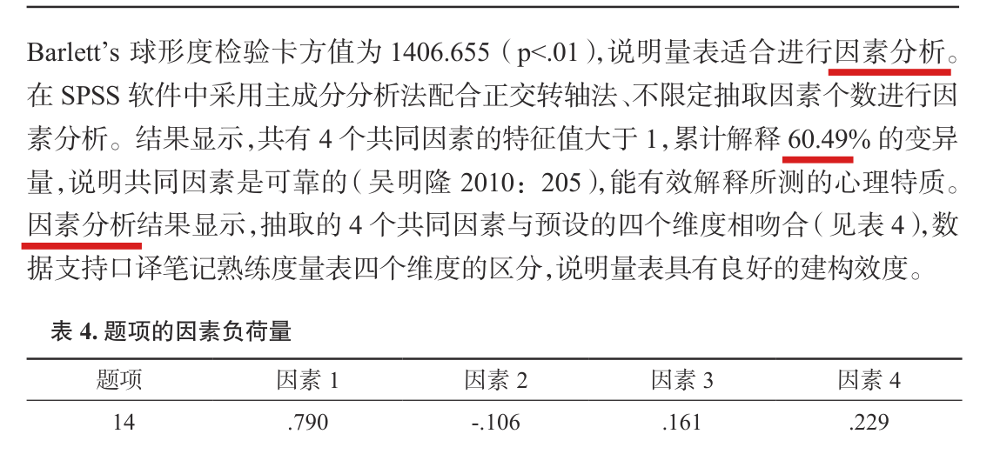 Barlett’s 球形度检验卡方值为 1406.655（p<.01），说明量表适合进行因素分析。
在 SPSS 软件中采用主成分分析法配合正交转轴法、不限定抽取因素个数进行因
素分析。结果显示，共有 4 个共同因素的特征值大于 1，累计解释 60.49% 的变异
量，说明共同因素是可靠的（吴明隆 2010：205），能有效解释所测的心理特质。
因素分析结果显示，抽取的 4 个共同因素与预设的四个维度相吻合（见表 4），数
据支持口译笔记熟练度量表四个维度的区分，说明量表具有良好的建构效度。
表 4. 题项的因素负荷量
题项 因素 1 因素 2 因素 3 因素 4
14 .790 -.106 .161 .229